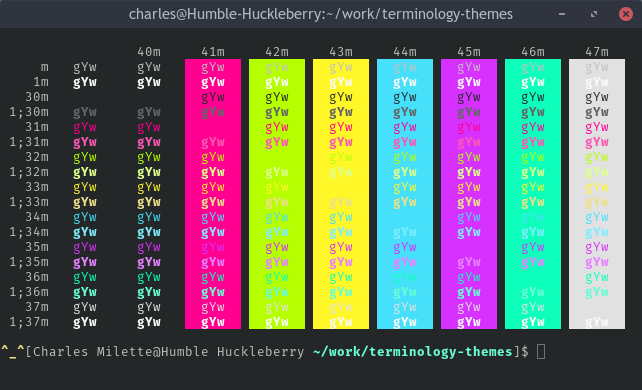 charles@Humble-Huckleberry:~/work/terminology-themes
40m 41m 42m 43m 44m 45m 46m 47m
m gYw gYw gYw gYw gYw gYw gYw gYw gYw
1m gYw gYw gYw gYw gYw gYw gYw gYw gYw
30m gYw gYw gYw gYw gYw gYw gYw
1;30m gYw gYw gYw gYw gYw gYw gYw gYw gYw
31m gYw gYw gYw gYw gYw gYw gYw gYw
1;31m gYw gYw gYw gYw gYw gYw gYw gYw gYw
32m gYw gYw gYw gYw gYw gYw gYw gYw
1;32m gYw gYw gYw gYw gYw gYw gYw gYw gYw
33m gYw gYw gYw gYw gYw gYw gYw gYw
1;33m gYw gYw gYw gYw gYw gYw gYw gYw gYw
34m gYw gYw gYw gYw gYw gYw gYw gYw
1;34m gYw gYw gYw gYw gYw gYw gYw gYw gYw
35m gYw gYw gYw gYw gYw gYw gYw gYw
1;35m gYw gYw gYw gYw gYw gYw gYw gYw gYw
36m gYw gYw gYw gYw gYw gYw gYw gYw
1;36m gYw gYw gYw gYw gYw gYw gYw gYw gYw
37m gYw gYw gYw gYw gYw gYw gYw gYw
1;37m gYw gYw gYw gYw gYw gYw gYw gYw gYw
^_^[Charles Milette@Humble Huckleberry ~/work/terminology-themes]$